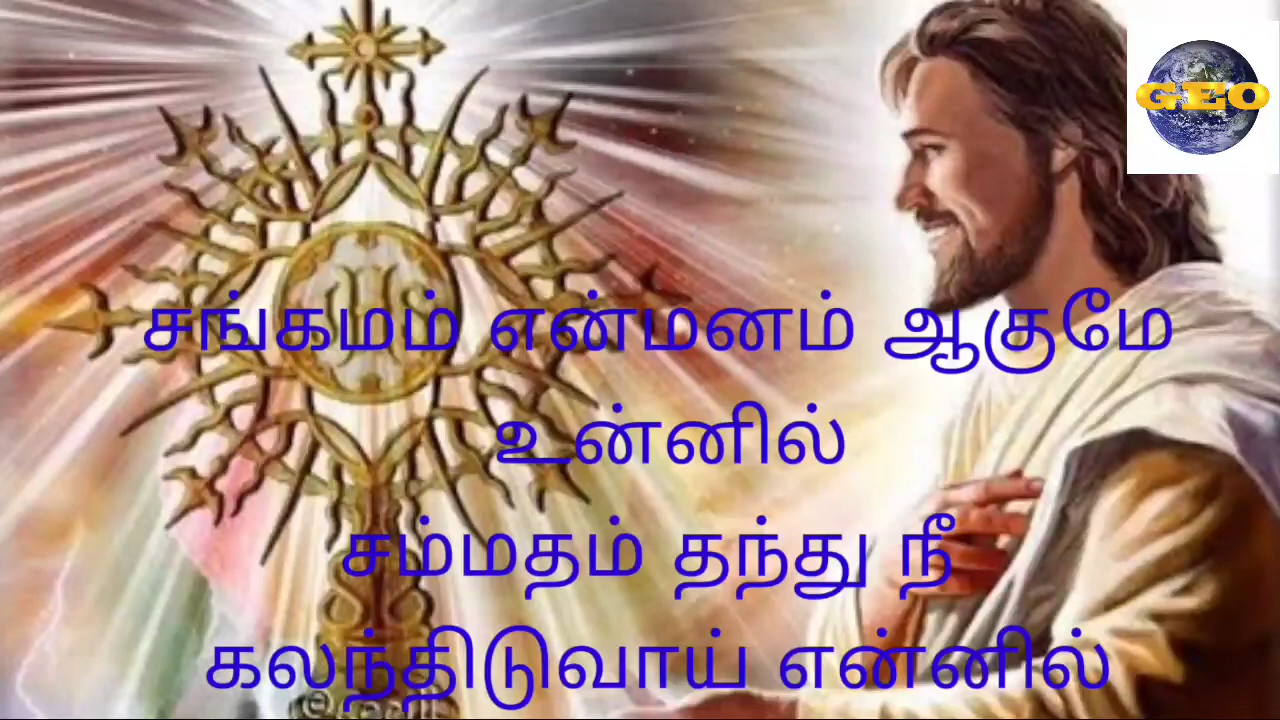 GEO
சங்கமம் என்மனம் ஆகுமே
உன்னில்
சம்மதம் தந்து நீ
கலந்திடுவாய் என்னில்